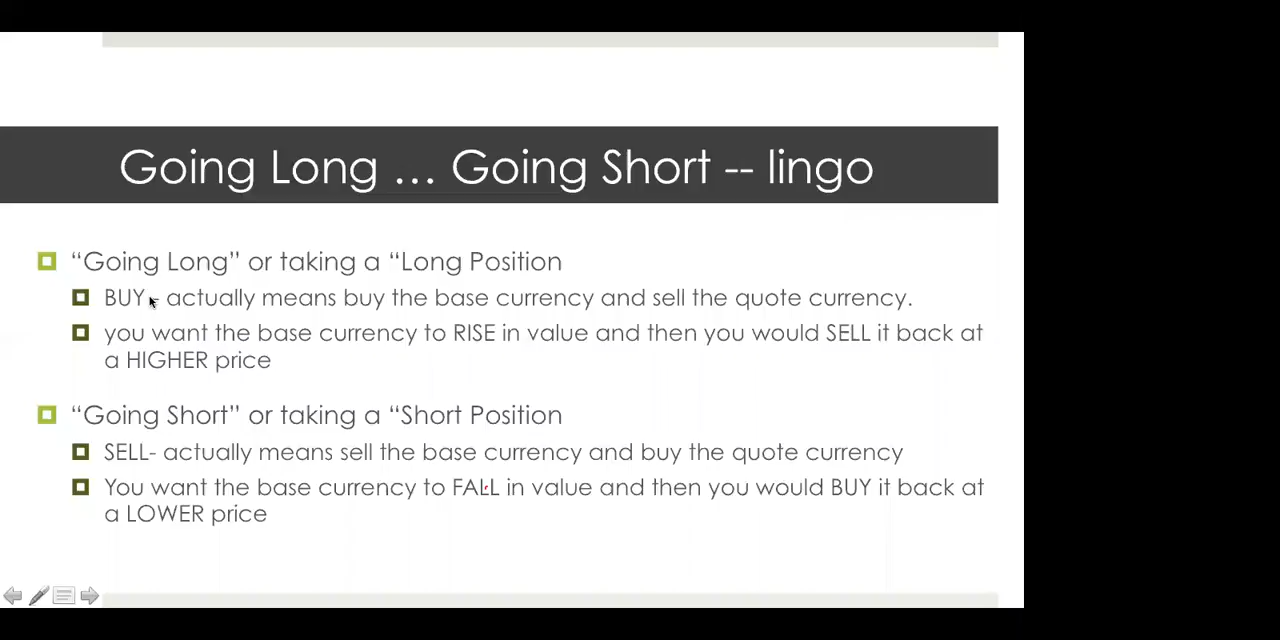 Going Long ... Going Short -- lingo
“Going Long” or taking a “Long Position
BUY - actually means buy the base currency and sell the quote currency.
you want the base currency to RISE in value and then you would SELL it back at
a HIGHER price
“Going Short” or taking a “Short Position
SELL- actually means sell the base currency and buy the quote currency
You want the base currency to FALL in value and then you would BUY it back at
a LOWER price